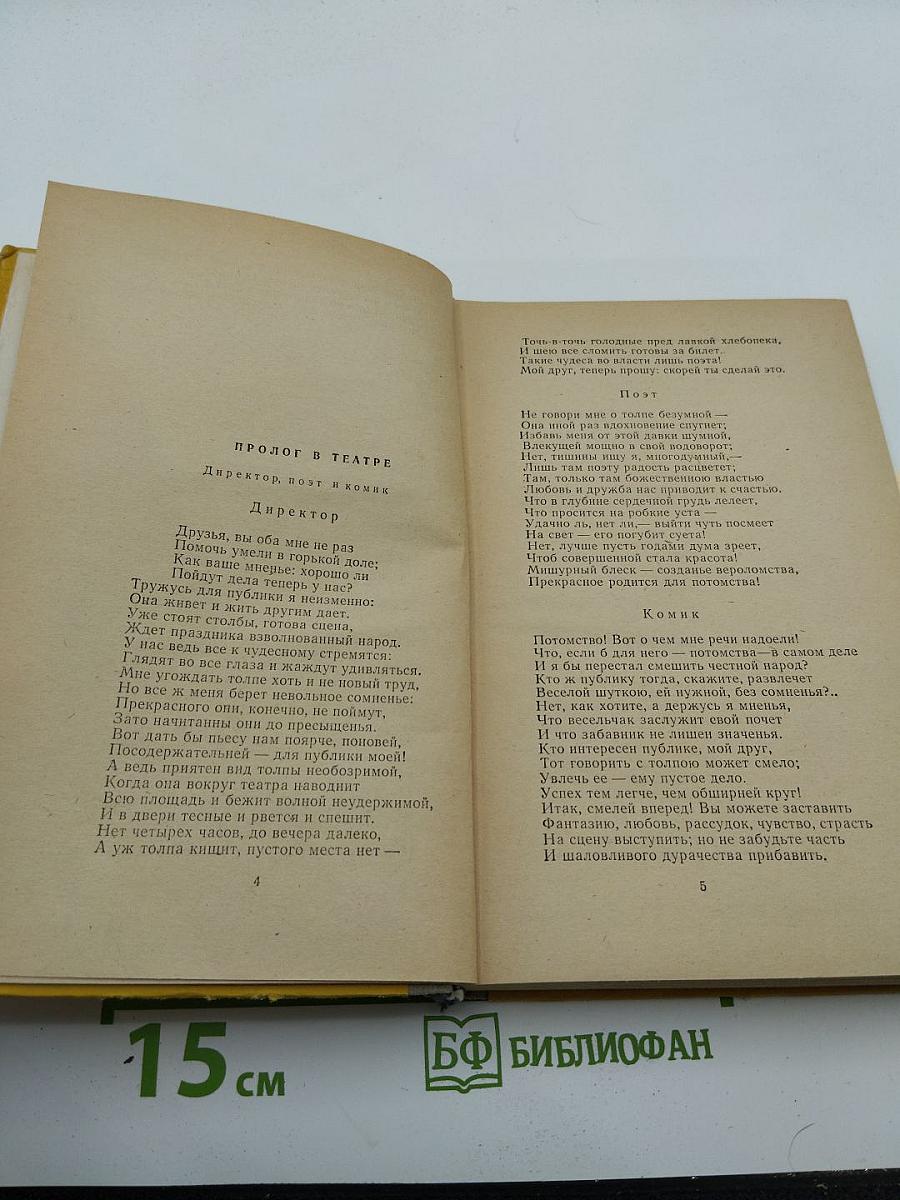 ПРОЛОГ В ТЕАТРЕ
Директор, поэт и комик
Директор
Друзья, вы оба мне не раз
Помочь умели в горькой доле;
Как ваше мненье: хорошо ли
Пойдут дела теперь у нас?
Тружусь для публики я неизменно:
Она живет и жить другим дает.
Уже стоят столбы, готова сцена,
Ждет праздника взволнованный народ.
У нас ведь все к чудесному стремятся:
Глядят во все глаза и жаждут удивляться.
Мне угождать толпе хоть и не новый труд,
Но все ж меня берет невольное сомненье:
Прекрасного они, конечно, не поймут,
Зато начитанны они до пресыщенья.
Вот дать бы пьесу нам поярче, поновей,
Посодержательней — для публики моей!
А ведь приятен вид толпы необозримой,
Когда она вокруг театра наводнит
Всю площадь и бежит волной неудержимой,
И в двери тесные и рвется и спешит.
Нет четырех часов, до вечера далеко,
А уж толпа кищит, пустого места нет —
4
Точь-в-точь голодные пред лавкой хлебопека,
И шею все сломить готовы за билет.
Такие чудеса во власти лишь поэта!
Мой друг, теперь прошу: скорей ты сделай это.
Поэт
Не говори мне о толпе безумной —
Она иной раз вдохновение спугнет;
Избавь меня от этой давки шумной,
Влекущей мощно в свой водоворот;
Нет, тишины ищу я, многодумный,—
Лишь там поэту радость расцветет;
Там, только там божественною властью
Любовь и дружба нас приводит к счастью.
Что в глубине сердечной грудь лелеет,
Что просится на робкие уста —
Удачно ль, нет ли,— выйти чуть посмеет
На свет — его погубит суета!
Нет, лучше пусть годами дума зреет,
Чтоб совершенной стала красота!
Мишурный блеск — созданье вероломства,
Прекрасное родится для потомства!
Комик
Потомство! Вот о чем мне речи надоели!
Что, если б для него — потомства—в самом деле
И я бы перестал смешить честной народ?
Кто ж публику тогда, скажите, развлечет
Веселой шуткою, ей нужной, без сомненья?..
Нет, как хотите, а держусь я мненья,
Что весельчак заслужит свой почет
И что забавник не лишен значенья.
Кто интересен публике, мой друг,
Тот говорить с толпою может смело;
Увлечь ее — ему пустое дело.
Успех тем легче, чем обширней круг!
Итак, смелей вперед! Вы можете заставить
Фантазию, любовь, рассудок, чувство, страсть
На сцену выступить; но не забудьте часть
И шаловливого дурачества прибавить.
5
15 см
БФ БИБЛИОФАН